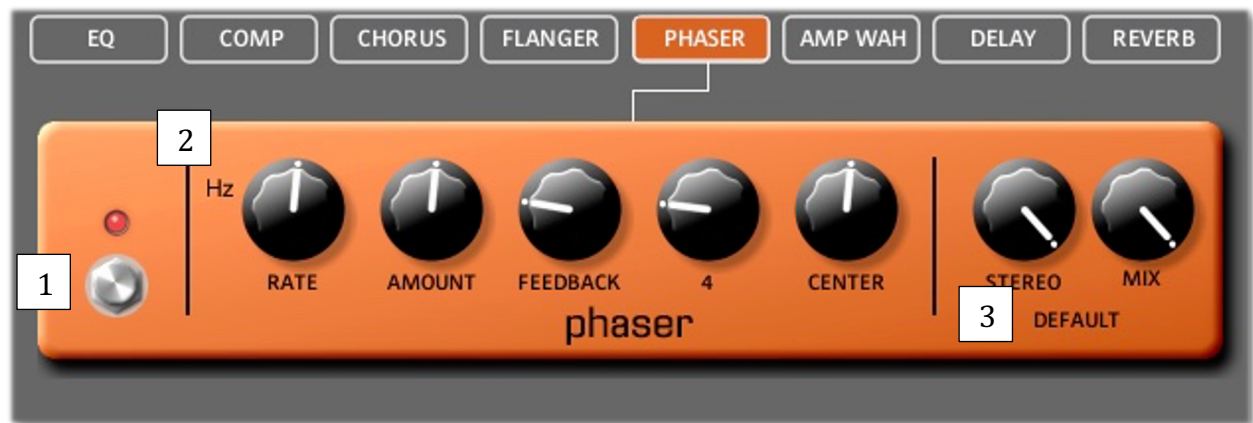 EQ COMP CHORUS FLANGER PHASER AMP WAH DELAY REVERB
2
Hz
1
RATE AMOUNT FEEDBACK 4 CENTER STEREO MIX
3 DEFAULT
phaser